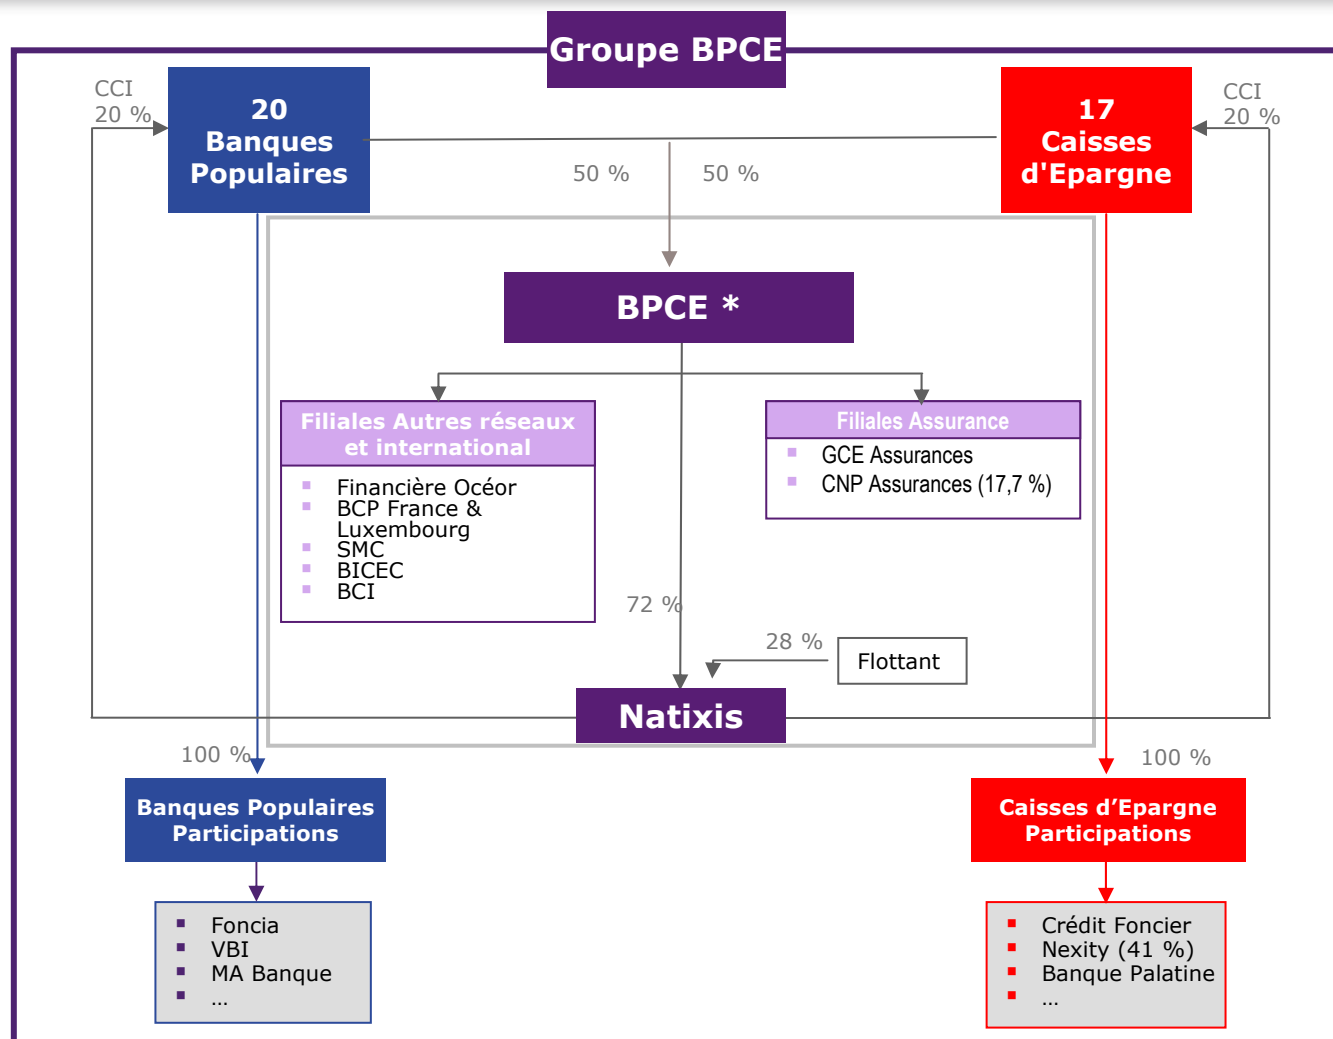 Groupe BPCE
CCI
20 %
20
Banques
Populaires
17
Caisses
d'Epargne
CCI
20 %
50 %
50 %
BPCE *
Filiales Autres réseaux
et international
Financière Océor
BCP France &
Luxembourg
SMC
BICEC
BCI
Filiales Assurance
GCE Assurances
CNP Assurances (17,7 %)
72 %
28 %
Flottant
Natixis
100 %
100 %
Banques Populaires
Participations
Caisses d’Epargne
Participations
Foncia
VBI
MA Banque
…
Crédit Foncier
Nexity (41 %)
Banque Palatine
…